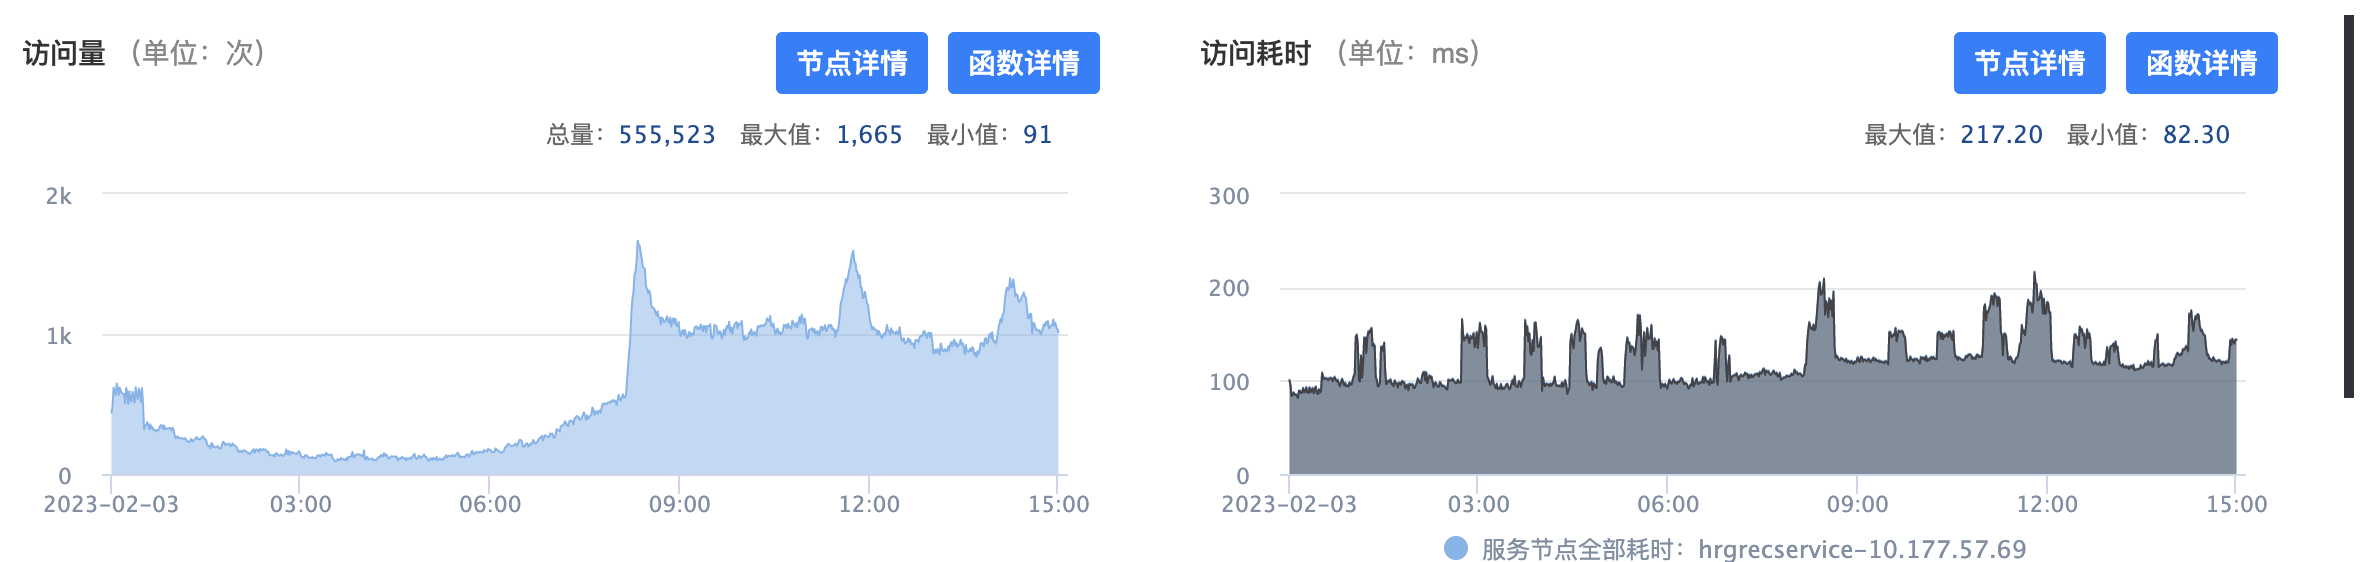 访问量 （单位：次）
节点详情 函数详情
总量：555,523 最大值：1,665 最小值：91
2k
1k
0
2023-02-03 03:00 06:00 09:00 12:00 15:00
访问耗时 （单位：ms）
节点详情 函数详情
最大值：217.20 最小值：82.30
300
200
100
0
2023-02-03 03:00 06:00 09:00 12:00 15:00
服务节点全部耗时：hrgrecservice-10.177.57.69